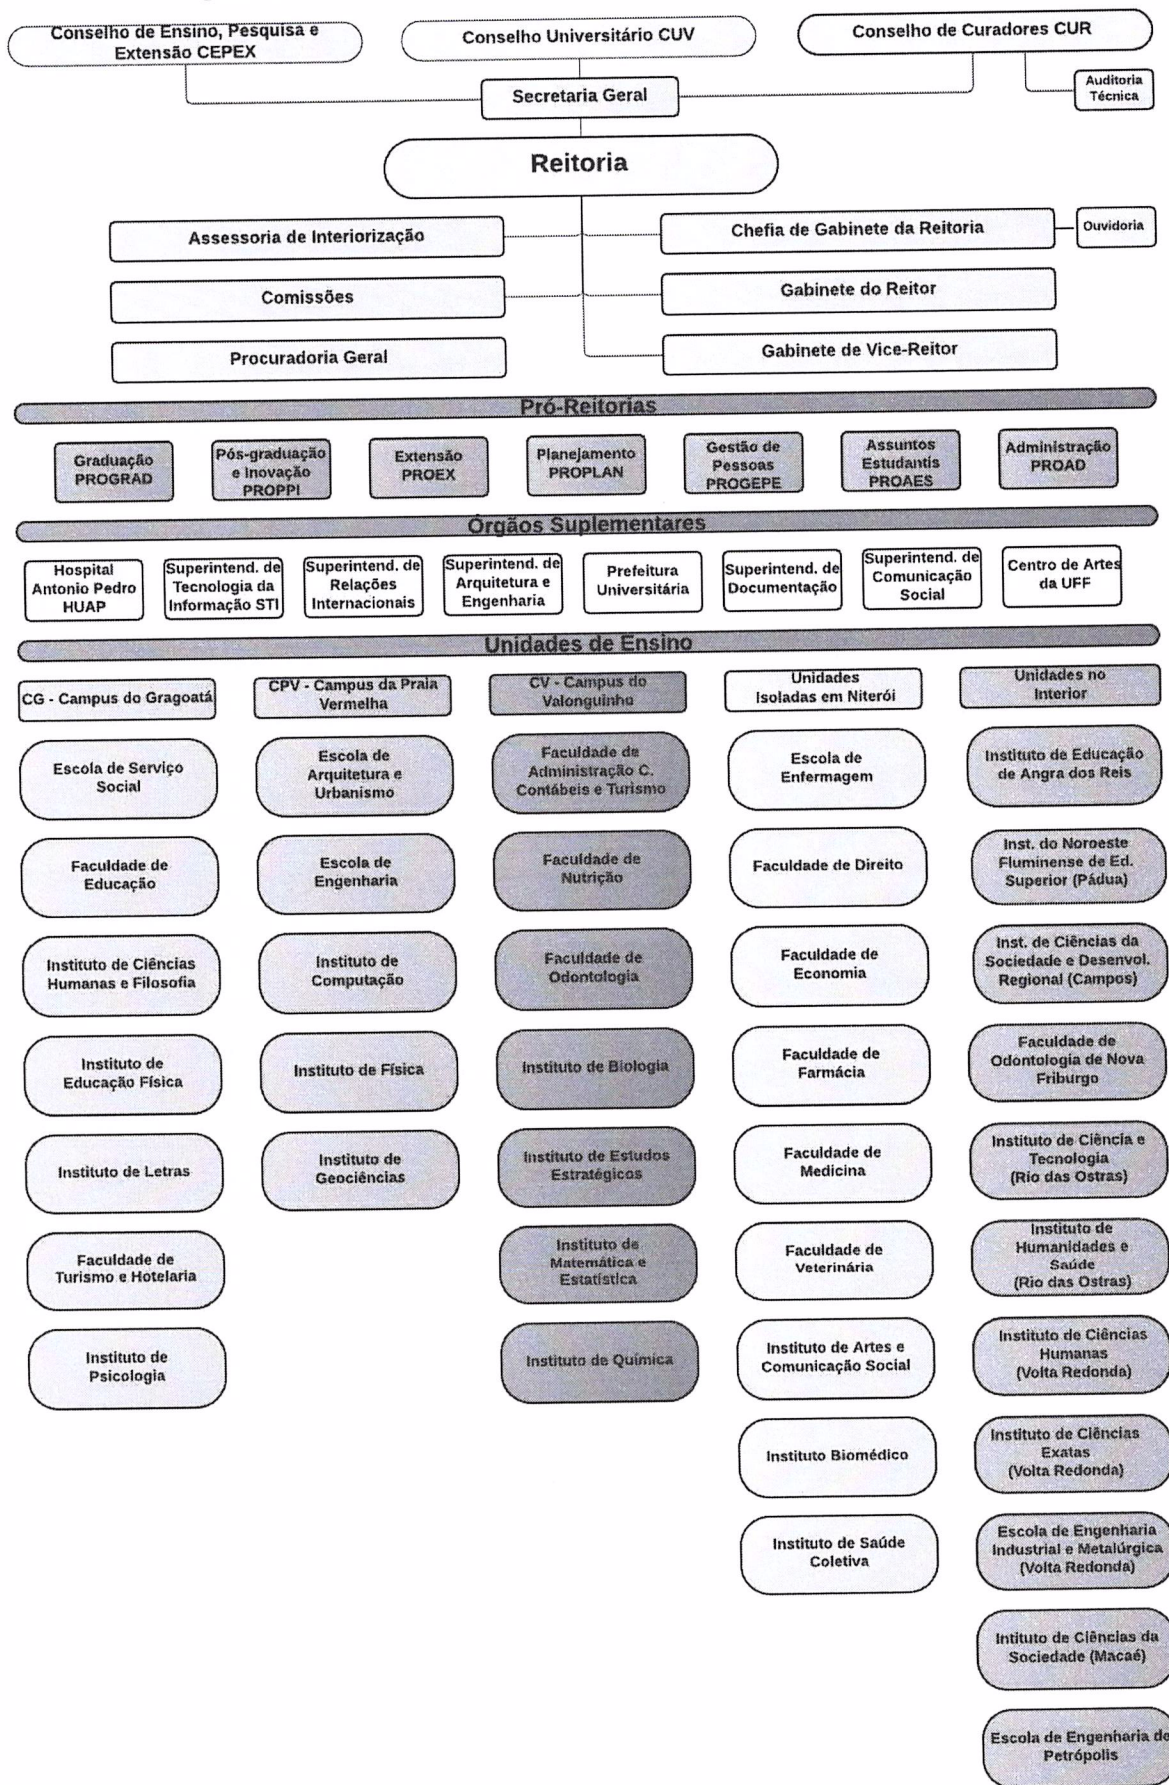 Conselho de Ensino, Pesquisa e
Extensão CEPEX
Conselho Universitário CUV
Conselho de Curadores CUR
Auditoria
Técnica
Secretaria Geral
Reitoria
Assessoria de Interiorização
Chefia de Gabinete da Reitoria
Ouvidoria
Comissões
Gabinete do Reitor
Procuradoria Geral
Gabinete de Vice-Reitor
Pró-Reitorias
Graduação
PROGRAD
Pós-graduação
e Inovação
PROPPI
Extensão
PROEX
Planejamento
PROPLAN
Gestão de
Pessoas
PROGEPE
Assuntos
Estudantis
PROAES
Administração
PROAD
Órgãos Suplementares
Hospital
Antonio Pedro
HUAP
Superintend. de
Tecnologia da
Informação STI
Superintend. de
Relações
Internacionais
Superintend. de
Arquitetura e
Engenharia
Prefeitura
Universitária
Superintend. de
Documentação
Superintend. de
Comunicação
Social
Centro de Artes
da UFF
Unidades de Ensino
CG - Campus do Gragoatá
Escola de Serviço
Social
Faculdade de
Educação
Instituto de Ciências
Humanas e Filosofia
Instituto de
Educação Física
Instituto de Letras
Faculdade de
Turismo e Hotelaria
Instituto de
Psicologia
CPV - Campus da Praia
Vermelha
Escola de
Arquitetura e
Urbanismo
Escola de
Engenharia
Instituto de
Computação
Instituto de Física
Instituto de
Geociências
CV - Campus do
Valonguinho
Faculdade de
Administração C.
Contábeis e Turismo
Faculdade de
Nutrição
Faculdade de
Odontologia
Instituto de Biologia
Instituto de Estudos
Estratégicos
Instituto de
Matemática e
Estatística
Instituto de Química
Unidades
Isoladas em Niterói
Escola de
Enfermagem
Faculdade de Direito
Faculdade de
Economia
Faculdade de
Farmácia
Faculdade de
Medicina
Faculdade de
Veterinária
Instituto de Artes e
Comunicação Social
Instituto Biomédico
Instituto de Saúde
Coletiva
Unidades no
Interior
Instituto de Educação
de Angra dos Reis
Inst. do Noroeste
Fluminense de Ed.
Superior (Pádua)
Inst. de Ciências da
Sociedade e Desenvol.
Regional (Campos)
Faculdade de
Odontologia de Nova
Friburgo
Instituto de Ciência e
Tecnologia
(Rio das Ostras)
Instituto de
Humanidades e
Saúde
(Rio das Ostras)
Instituto de Ciências
Humanas
(Volta Redonda)
Instituto de Ciências
Exatas
(Volta Redonda)
Escola de Engenharia
Industrial e Metalúrgica
(Volta Redonda)
Intituto de Ciências da
Sociedade (Macaé)
Escola de Engenharia de
Petrópolis